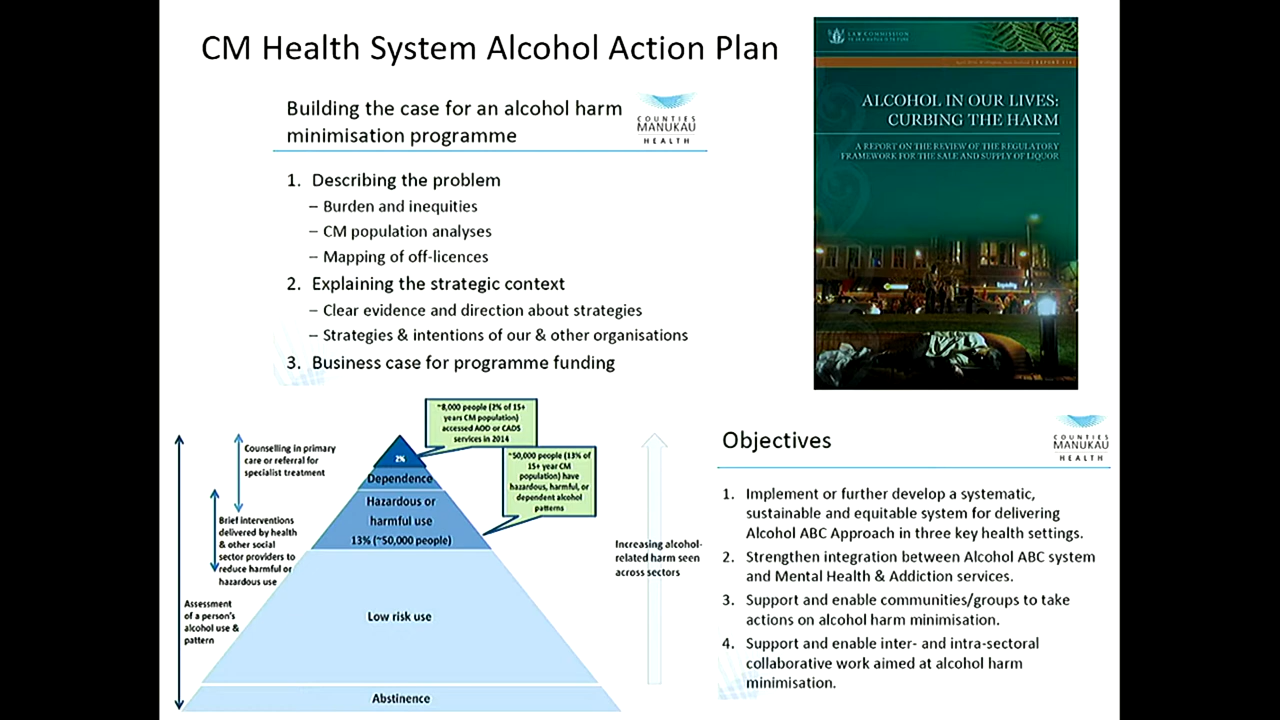 CM Health System Alcohol Action Plan
Building the case for an alcohol harm
minimisation programme
COUNTIES
MANUKAU
HEALTH
1. Describing the problem
– Burden and inequities
– CM population analyses
– Mapping of off-licences
2. Explaining the strategic context
– Clear evidence and direction about strategies
– Strategies & intentions of our & other organisations
3. Business case for programme funding
LAW COMMISSION
ALCOHOL IN OUR LIVES:
CURBING THE HARM
A REPORT ON THE REVIEW OF THE REGULATORY
FRAMEWORK FOR THE SALE AND SUPPLY OF LIQUOR
~8,000 people (2% of 15+
years CM population)
accessed AOD or CADS
services in 2014
~50,000 people (13% of
15+ year CM
population) have
hazardous, harmful, or
dependent alcohol
patterns
Counselling in primary
care or referral for
specialist treatment
Brief interventions
delivered by health
& other social
sector providers to
reduce harmful or
hazardous use
Assessment
of a person's
alcohol use &
pattern
2%
Dependence
Hazardous or
harmful use
13% (~50,000 people)
Low risk use
Abstinence
Increasing alcohol-
related harm seen
across sectors
Objectives
COUNTIES
MANUKAU
HEALTH
1. Implement or further develop a systematic,
sustainable and equitable system for delivering
Alcohol ABC Approach in three key health settings.
2. Strengthen integration between Alcohol ABC system
and Mental Health & Addiction services.
3. Support and enable communities/groups to take
actions on alcohol harm minimisation.
4. Support and enable inter- and intra-sectoral
collaborative work aimed at alcohol harm
minimisation.